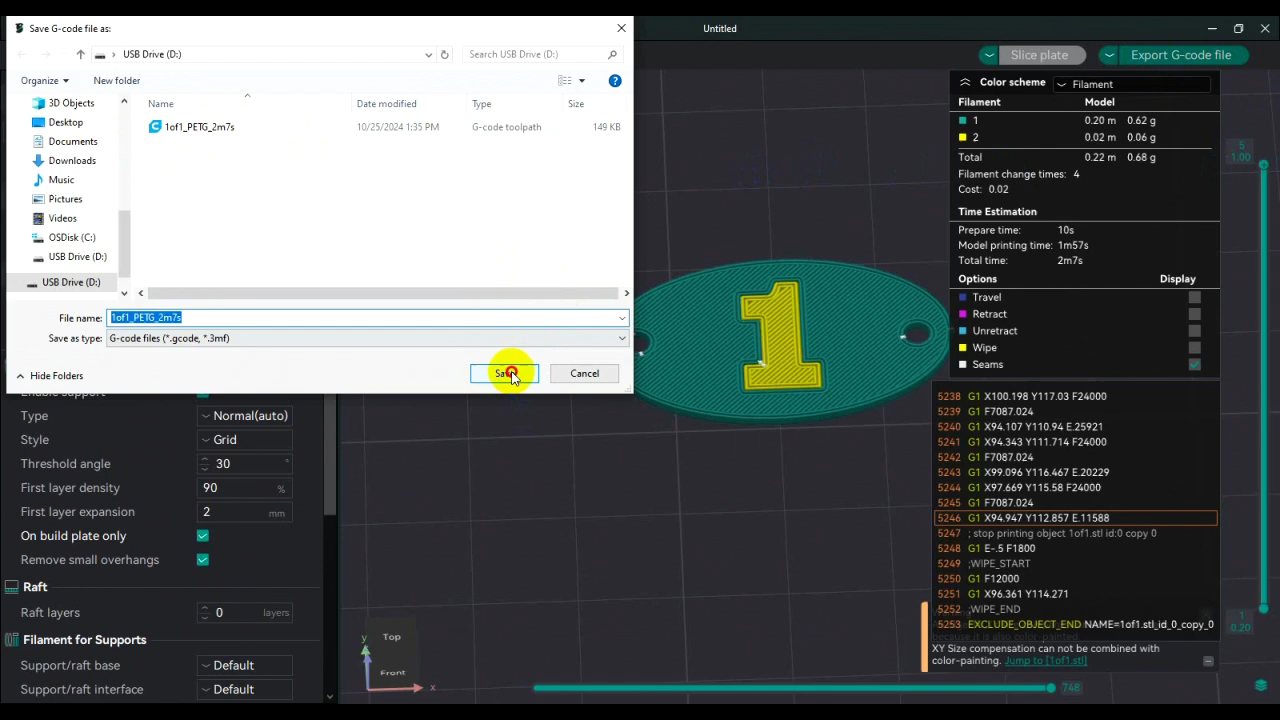 Save G-code file as:
Untitled
USB Drive (D:)
Search USB Drive (D:)
Slice plate
Export G-code file
Organize
New folder
Name
Date modified
Type
Size
3D Objects
Desktop
Documents
Downloads
Music
Pictures
Videos
OSDisk (C:)
USB Drive (D:)
USB Drive (D:)
1of1_PETG_2m7s
10/25/2024 1:35 PM
G-code toolpath
149 KB
File name:
1of1_PETG_2m7s
Save as type:
G-code files (*.gcode, *.3mf)
Hide Folders
Cancel
Color scheme
Filament
Filament Model
1 0.20 m 0.62 g
2 0.02 m 0.06 g
Total 0.22 m 0.68 g
Filament change times: 4
Cost: 0.02
Time Estimation
Prepare time: 10s
Model printing time: 1m57s
Total time: 2m7s
Options Display
Travel
Retract
Unretract
Wipe
Seams
5
1.00
1
Type Normal(auto)
Style Grid
Threshold angle 30 °
First layer density 90 %
First layer expansion 2 mm
On build plate only
Remove small overhangs
Raft
Raft layers 0 layers
Filament for Supports
Support/raft base Default
Support/raft interface Default
y
Top
Front
x
5238 G1 X100.198 Y117.03 F24000
5239 G1 F7087.024
5240 G1 X94.107 Y110.94 E.25921
5241 G1 X94.343 Y111.714 F24000
5242 G1 F7087.024
5243 G1 X99.096 Y116.467 E.20229
5244 G1 X97.669 Y115.58 F24000
5245 G1 F7087.024
5246 G1 X94.947 Y112.857 E.11588
5247 ; stop printing object 1of1.stl id:0 copy 0
5248 G1 E-.5 F1800
5249 ;WIPE_START
5250 G1 F12000
5251 G1 X96.361 Y114.271
5252 ;WIPE_END
5253 EXCLUDE_OBJECT_END NAME=1of1.stl_id_0_copy_0
because it is also color-painted.
XY Size compensation can not be combined with
color-painting. Jump to [1of1.stl]
1
0.20
748